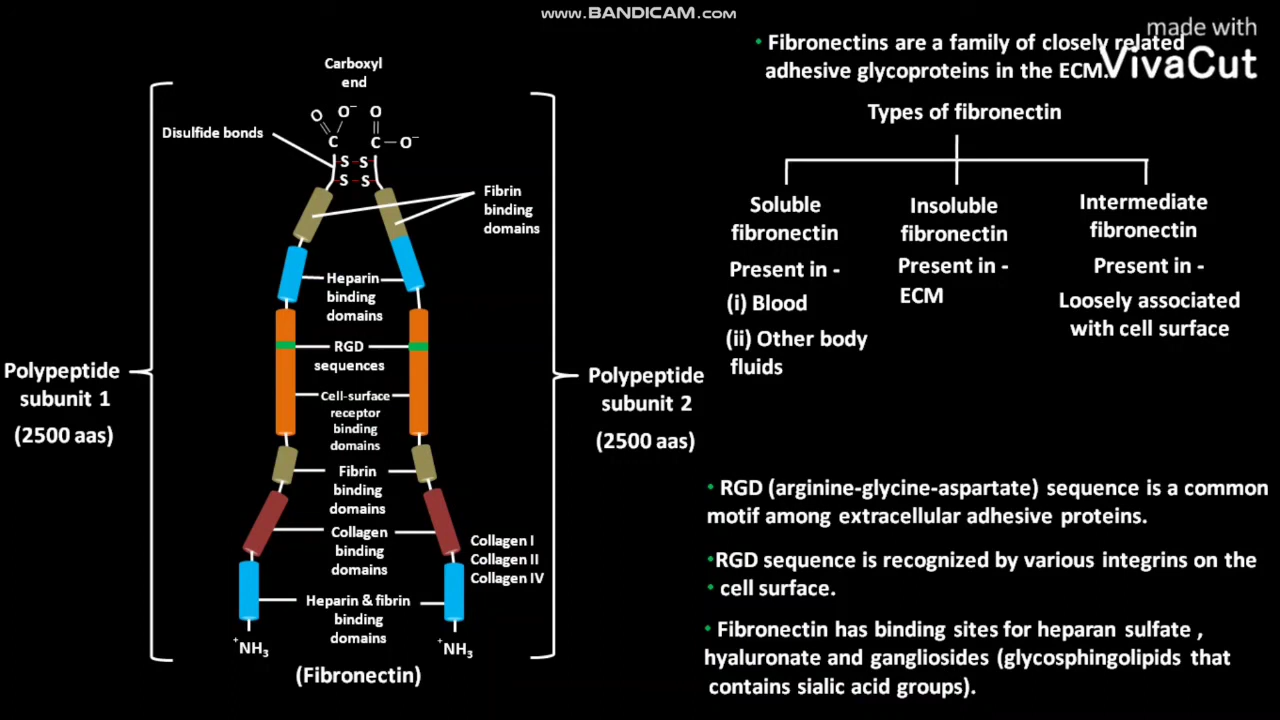 www.BANDICAM.com
made with
VivaCut
Carboxyl
end
O O⁻ O
C C – O⁻
Disulfide bonds
S S
S S
Fibrin
binding
domains
Heparin
binding
domains
RGD
sequences
Cell-surface
receptor
binding
domains
Fibrin
binding
domains
Collagen
binding
domains
Collagen I
Collagen II
Collagen IV
Heparin & fibrin
binding
domains
⁺NH₃ ⁺NH₃
(Fibronectin)
Polypeptide
subunit 1
(2500 aas)
Polypeptide
subunit 2
(2500 aas)
• Fibronectins are a family of closely related
adhesive glycoproteins in the ECM.
Types of fibronectin
Soluble
fibronectin
Present in -
(i) Blood
(ii) Other body
fluids
Insoluble
fibronectin
Present in -
ECM
Intermediate
fibronectin
Present in -
Loosely associated
with cell surface
• RGD (arginine-glycine-aspartate) sequence is a common
motif among extracellular adhesive proteins.
•RGD sequence is recognized by various integrins on the
• cell surface.
• Fibronectin has binding sites for heparan sulfate ,
hyaluronate and gangliosides (glycosphingolipids that
contains sialic acid groups).